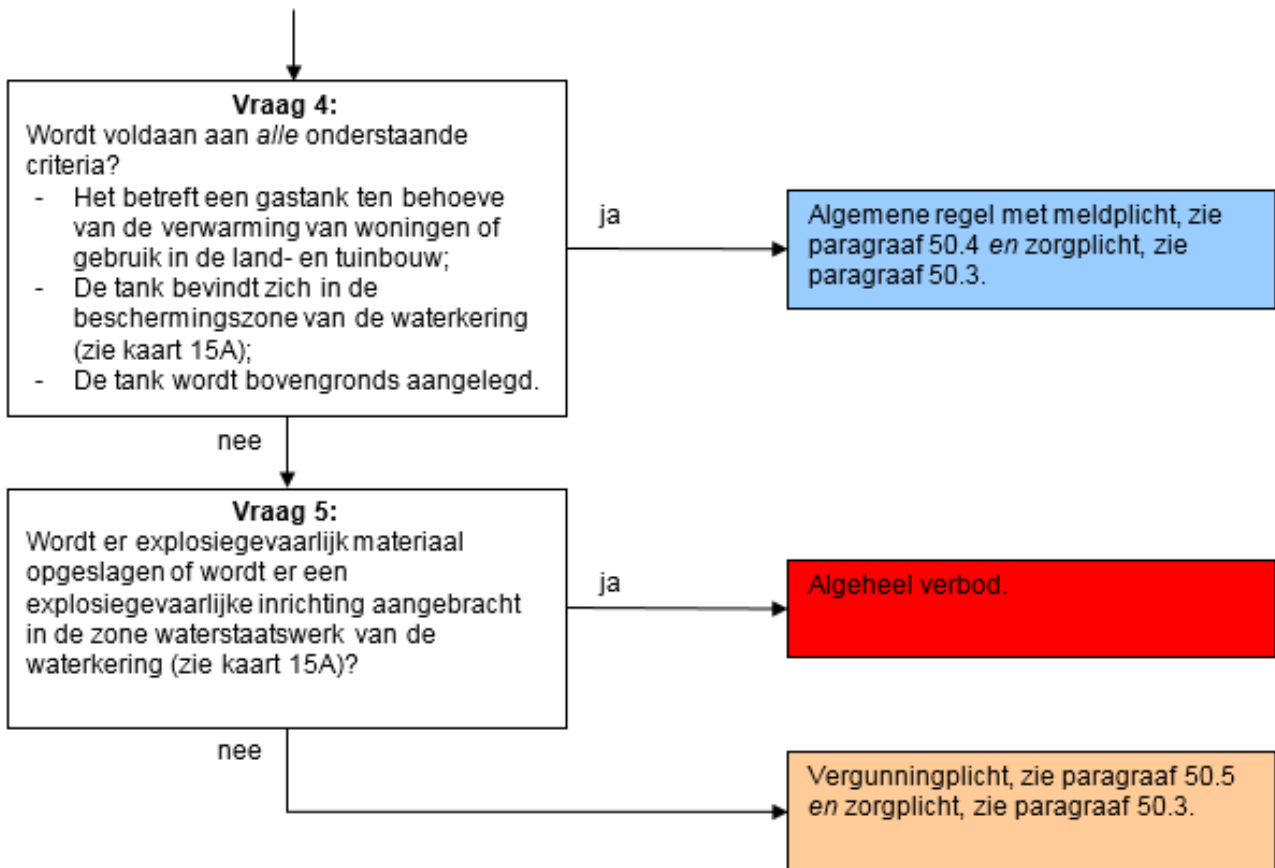 Vraag 4:
Wordt voldaan aan alle onderstaande
criteria?
- Het betreft een gastank ten behoeve
van de verwarming van woningen of
gebruik in de land- en tuinbouw;
- De tank bevindt zich in de
beschermingszone van de waterkering
(zie kaart 15A);
- De tank wordt bovengronds aangelegd.
ja
Algemene regel met meldplicht, zie
paragraaf 50.4 en zorgplicht, zie
paragraaf 50.3.
nee
Vraag 5:
Wordt er explosiegevaarlijk materiaal
opgeslagen of wordt er een
explosiegevaarlijke inrichting aangebracht
in de zone waterstaatswerk van de
waterkering (zie kaart 15A)?
ja
Algeheel verbod.
nee
Vergunningplicht, zie paragraaf 50.5
en zorgplicht, zie paragraaf 50.3.